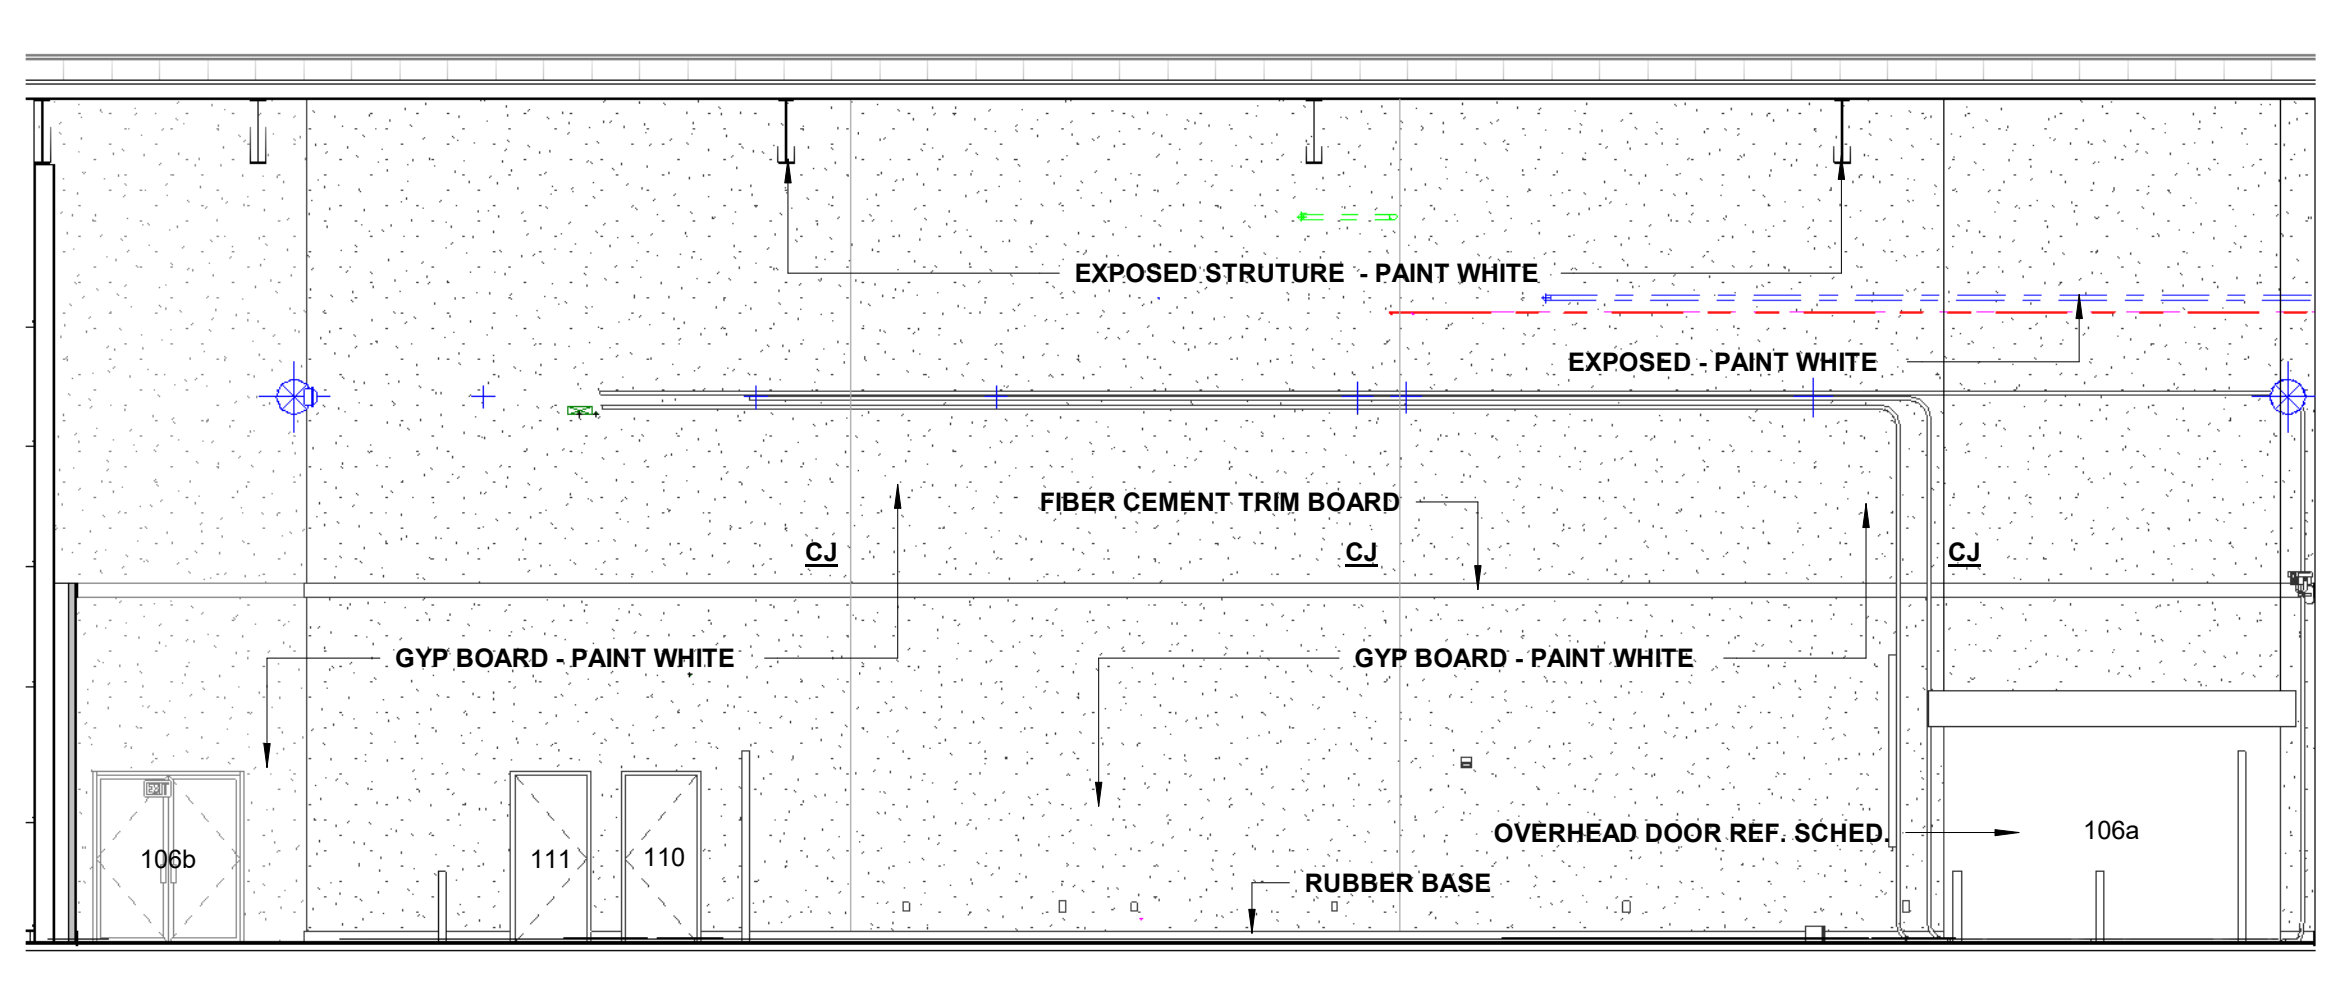 EXPOSED STRUTURE - PAINT WHITE
EXPOSED - PAINT WHITE
FIBER CEMENT TRIM BOARD
CJ
CJ
CJ
GYP BOARD - PAINT WHITE
GYP BOARD - PAINT WHITE
EXIT
OVERHEAD DOOR REF. SCHED.
106a
106b
111
110
RUBBER BASE